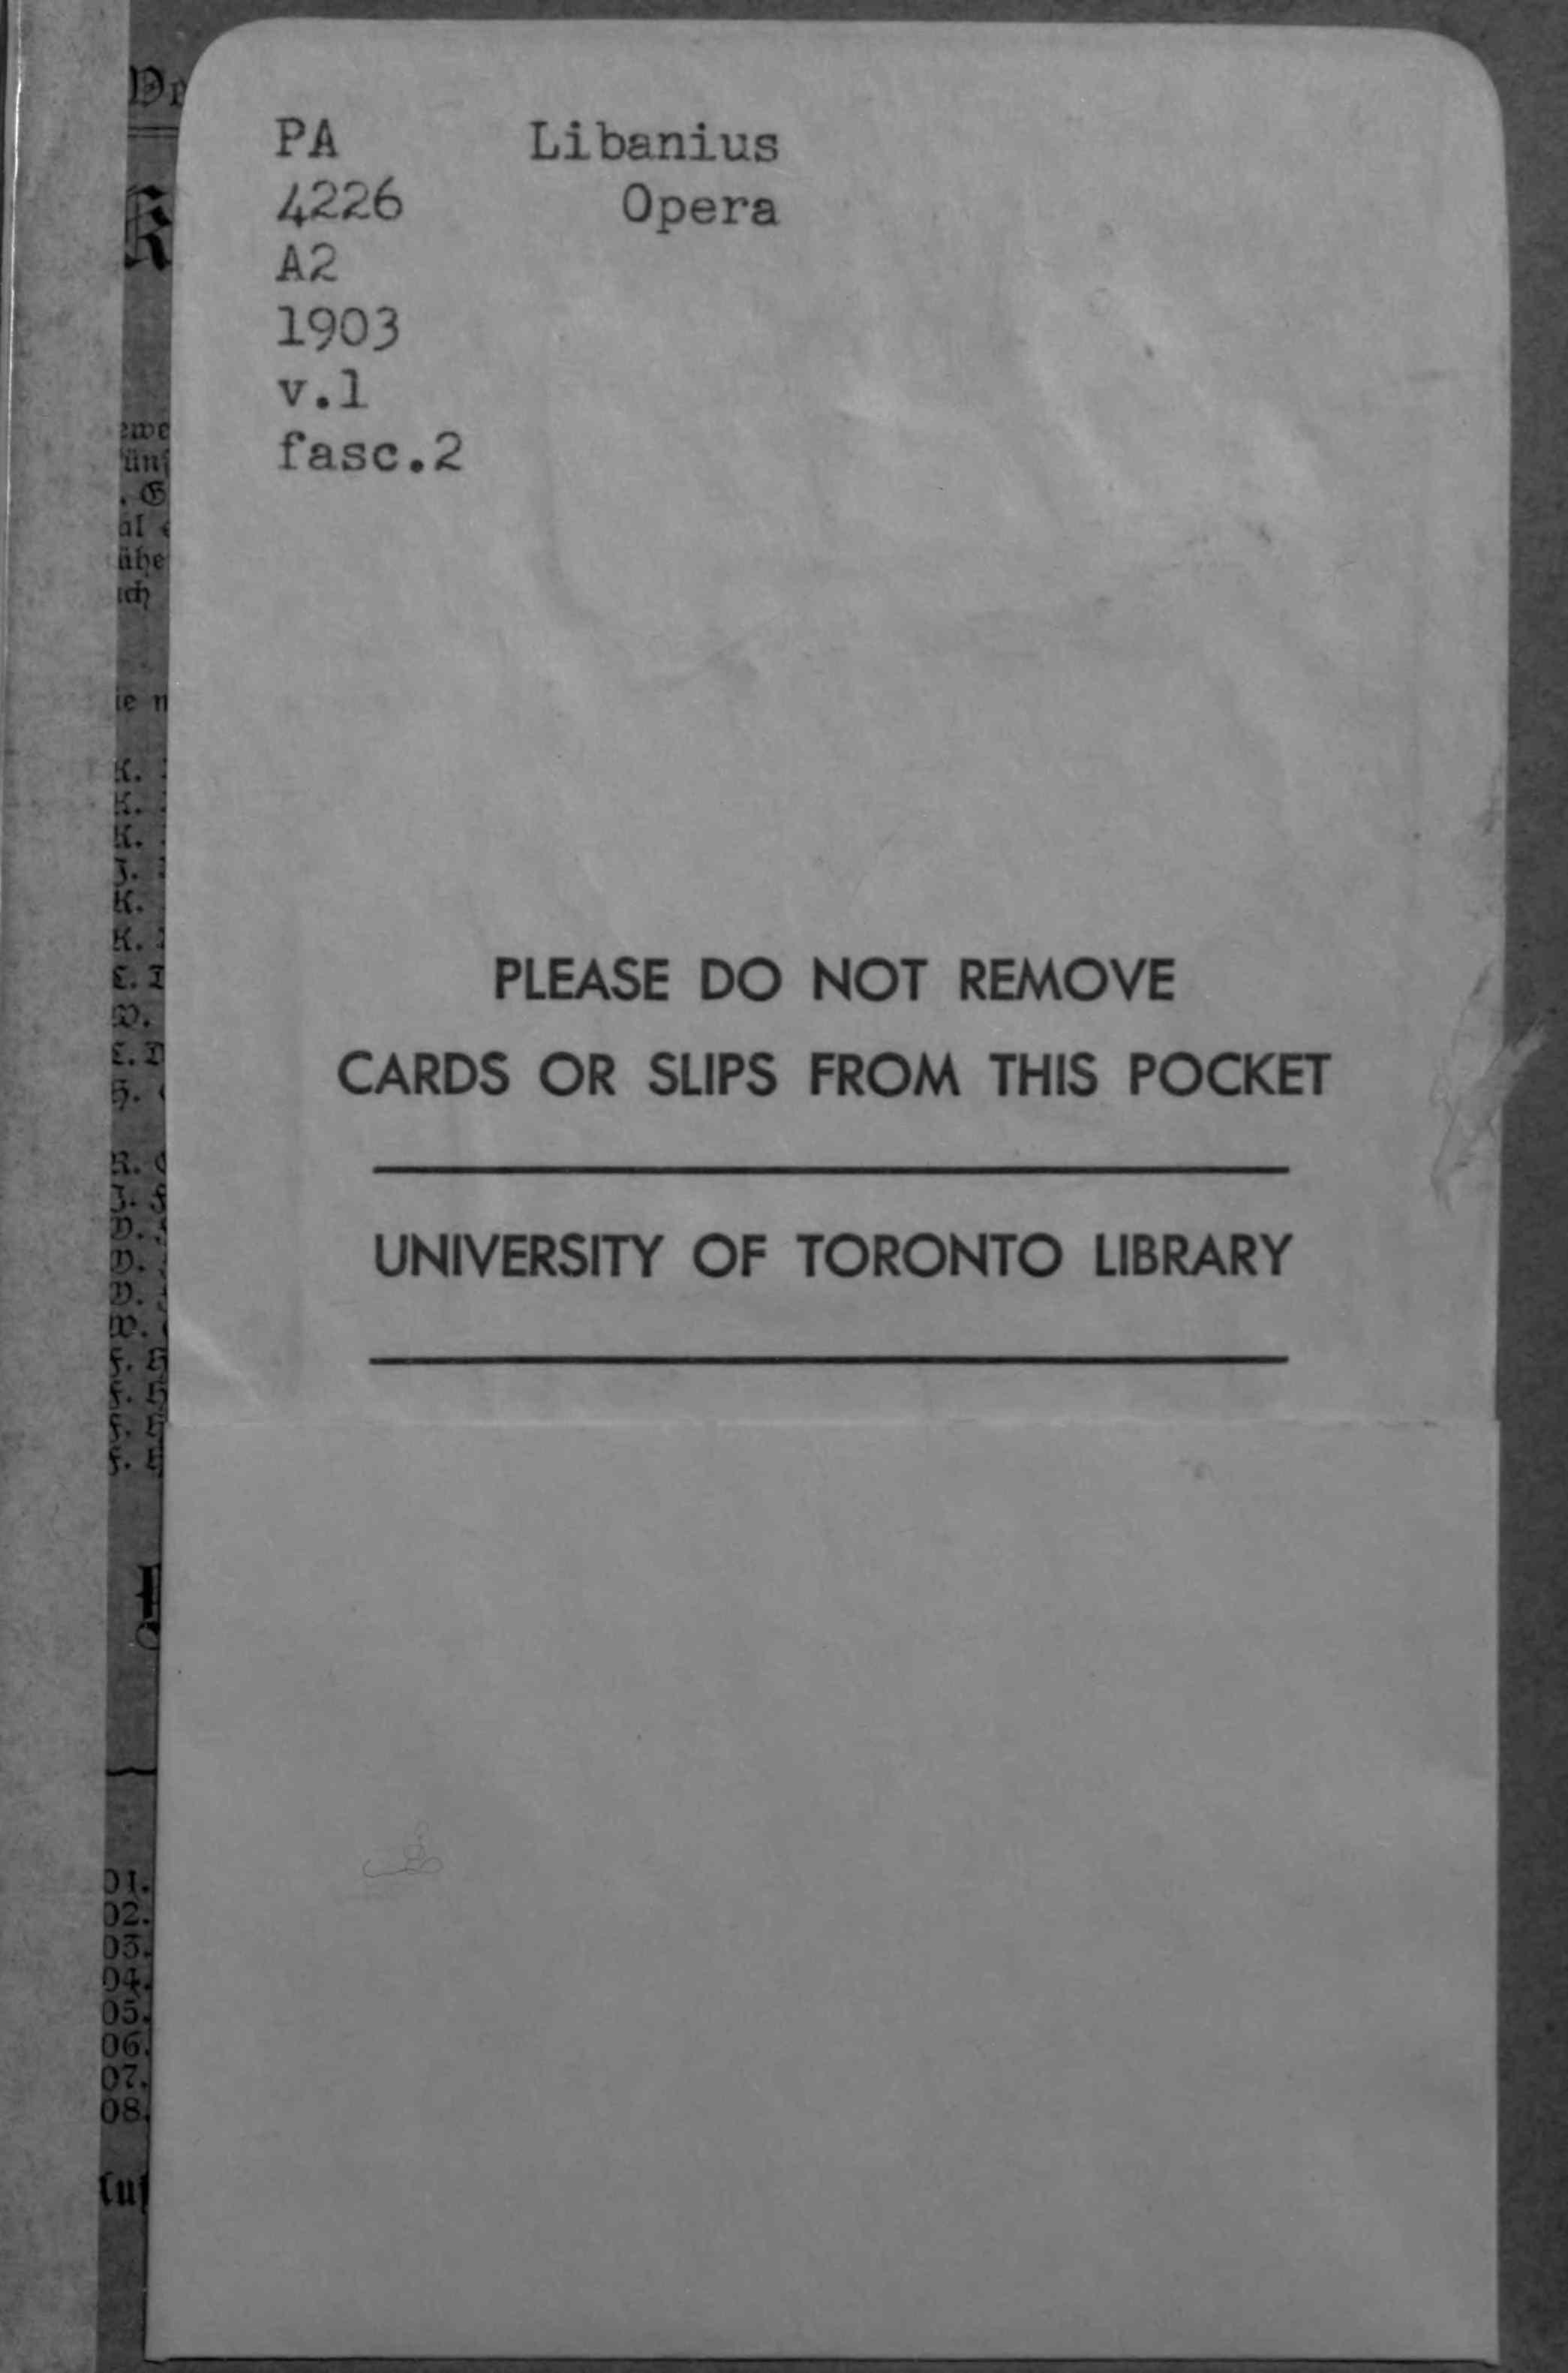 PA Libanius
4226 Opera
A2
1903
v.1
fasc.2
PLEASE DO NOT REMOVE
CARDS OR SLIPS FROM THIS POCKET
UNIVERSITY OF TORONTO LIBRARY